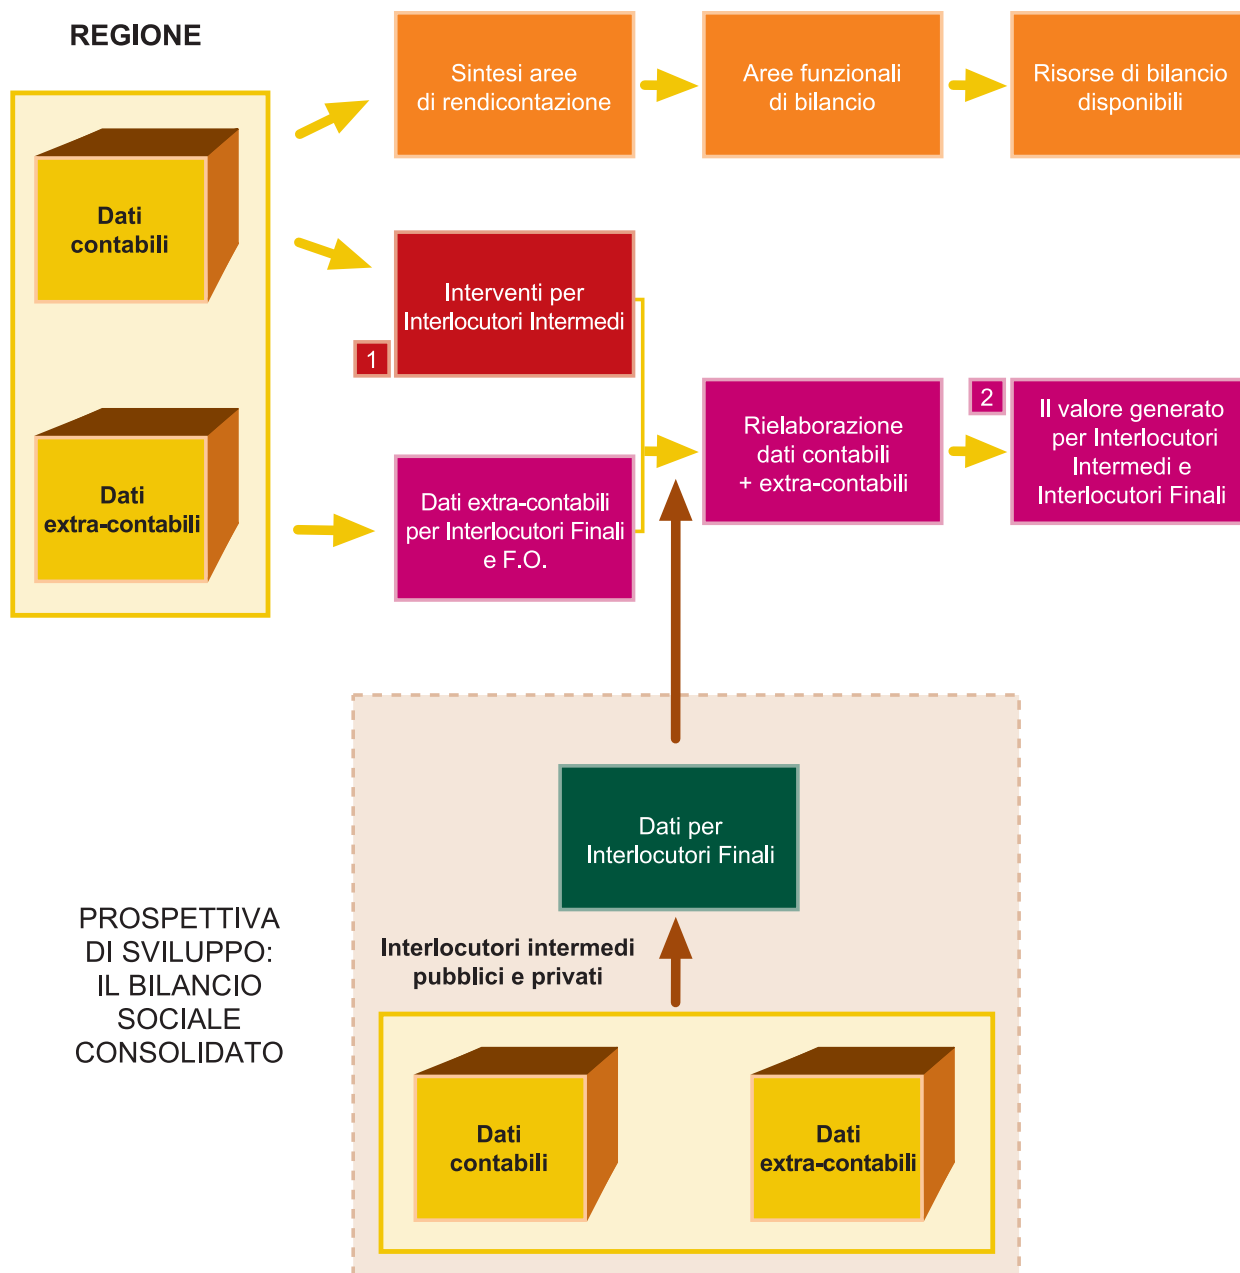 REGIONE
Sintesi aree
di rendicontazione
Aree funzionali
di bilancio
Risorse di bilancio
disponibili
Dati
contabili
Interventi per
Interlocutori Intermedi
1
Dati
extra-contabili
Dati extra-contabili
per Interlocutori Finali
e F.O.
Rielaborazione
dati contabili
+ extra-contabili
2
Il valore generato
per Interlocutori
Intermedi e
Interlocutori Finali
Dati per
Interlocutori Finali
PROSPETTIVA
DI SVILUPPO:
IL BILANCIO
SOCIALE
CONSOLIDATO
Interlocutori intermedi
pubblici e privati
Dati
contabili
Dati
extra-contabili